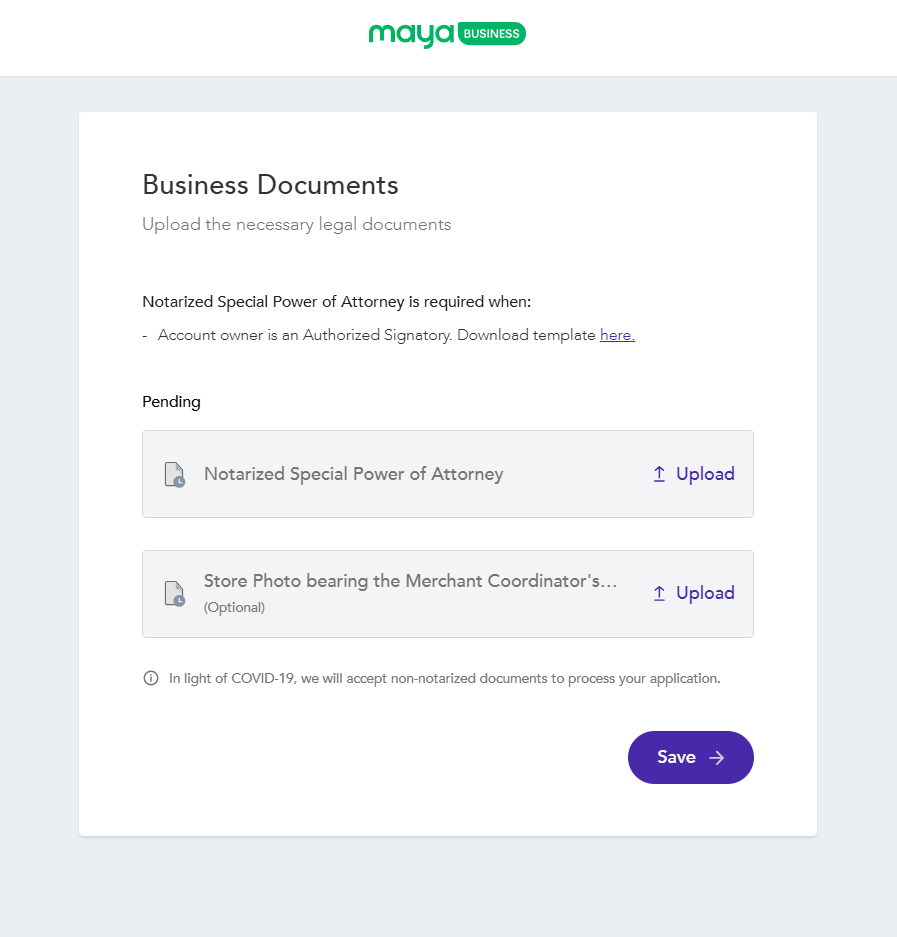 maya BUSINESS
Business Documents
Upload the necessary legal documents
Notarized Special Power of Attorney is required when:
- Account owner is an Authorized Signatory. Download template here.
Pending
Notarized Special Power of Attorney
Upload
Store Photo bearing the Merchant Coordinator's...
(Optional)
Upload
In light of COVID-19, we will accept non-notarized documents to process your application.
Save